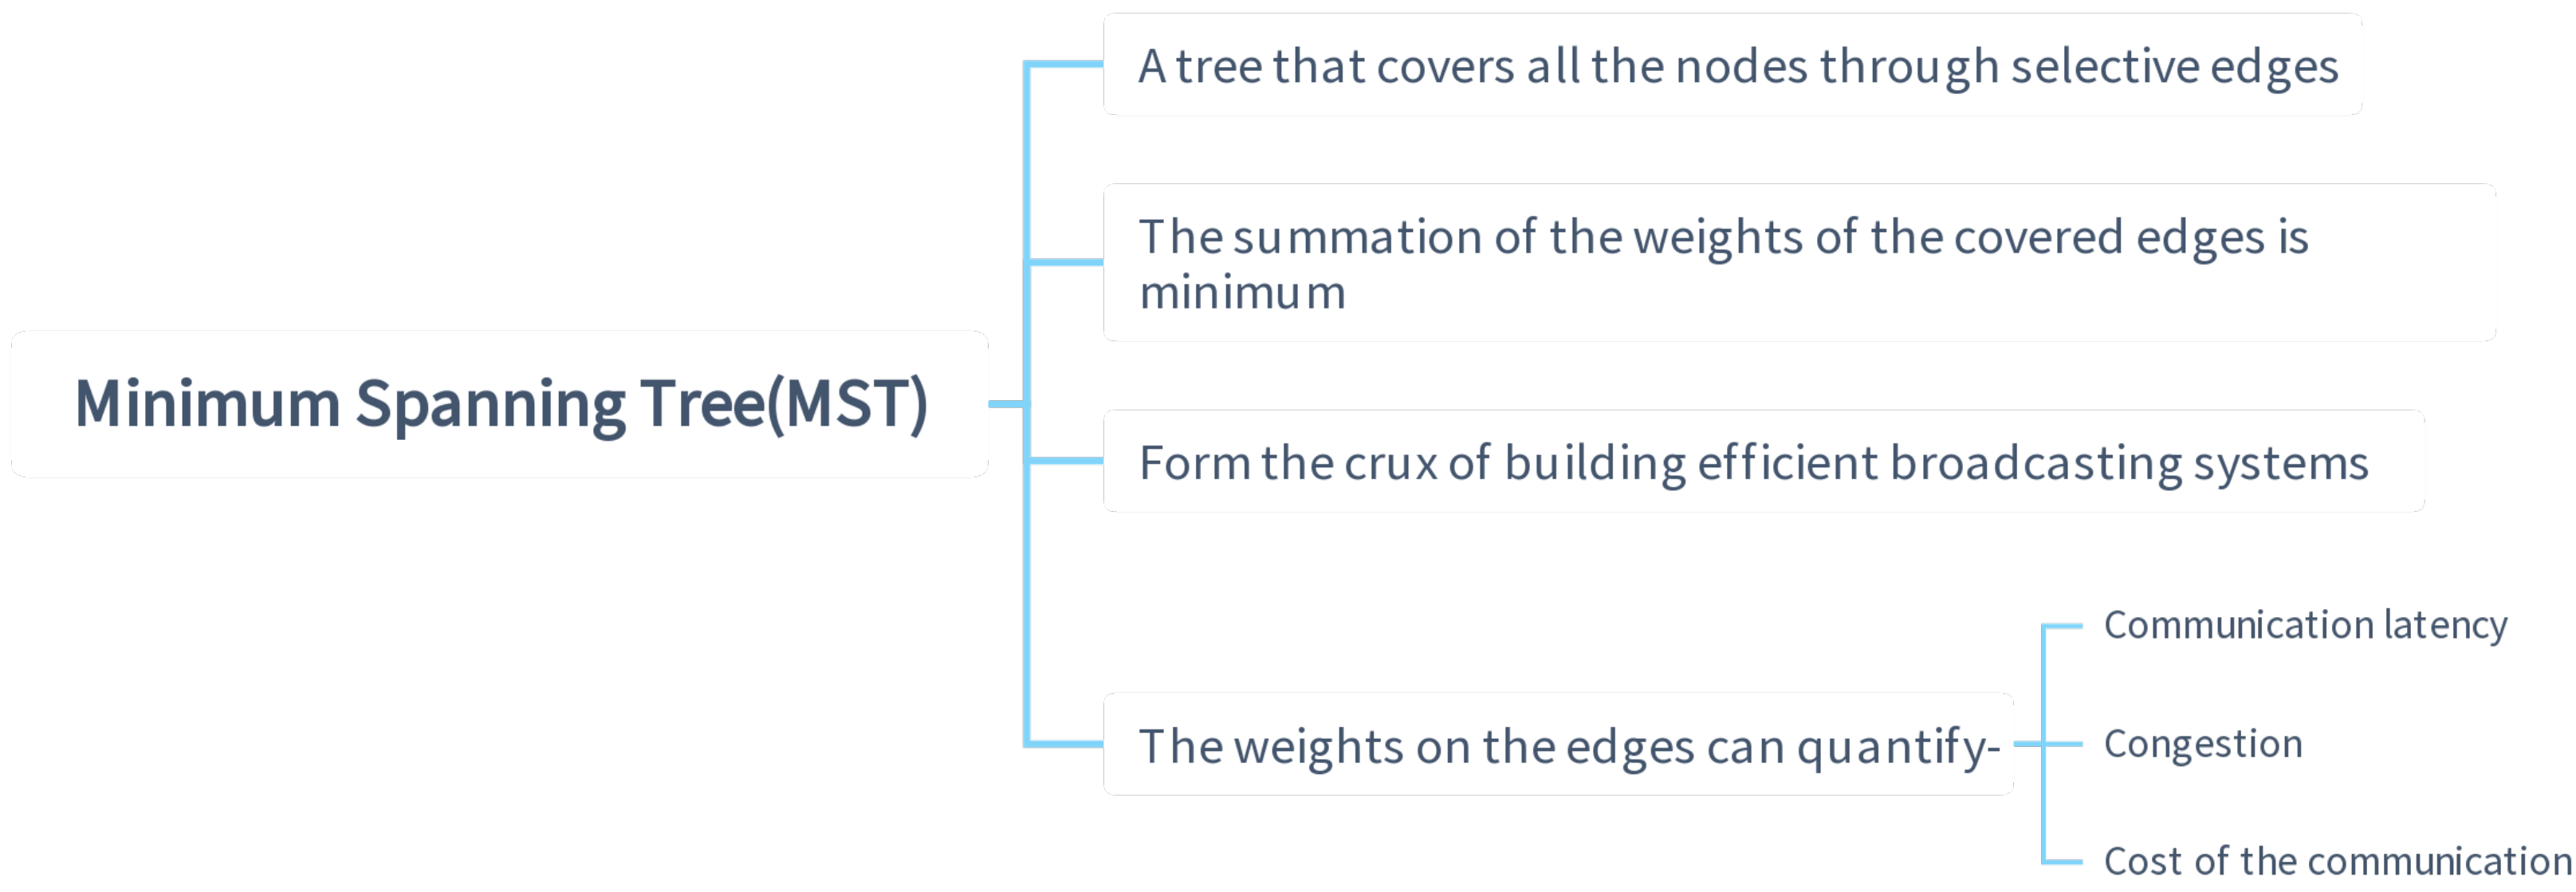 A tree that covers all the nodes through selective edges
The summation of the weights of the covered edges is
minimum
Minimum Spanning Tree(MST)
Form the crux of building efficient broadcasting systems
The weights on the edges can quantify-
Communication latency
Congestion
Cost of the communication